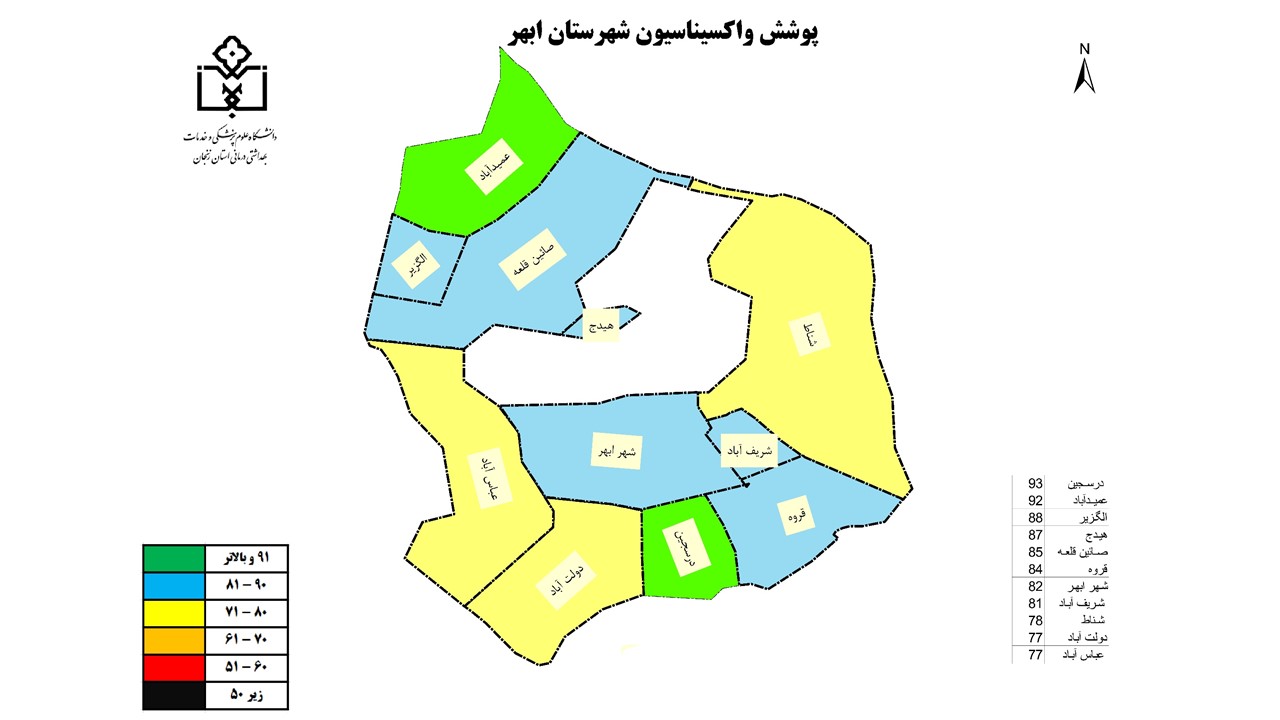 پوشش واکسیناسیون شهرستان ابهر
N
دانشگاه علوم پزشکی و خدمات
بهداشتی درمانی استان زنجان
عمیدآباد
الگزیر
صائین قلعه
هیدج
شناط
شهر ابهر
شریف آباد
عباس آباد
قروه
درسجین
دولت آباد
93 درسجین
92 عمیدآباد
88 الگزیر
87 هیدج
85 صائین قلعه
84 قروه
82 شهر ابهر
81 شریف آباد
78 شناط
77 دولت آباد
77 عباس آباد
۹۱ و بالاتر
۸۱ – ۹۰
۷۱ – ۸۰
۶۱ – ۷۰
۵۱ – ۶۰
زیر ۵۰